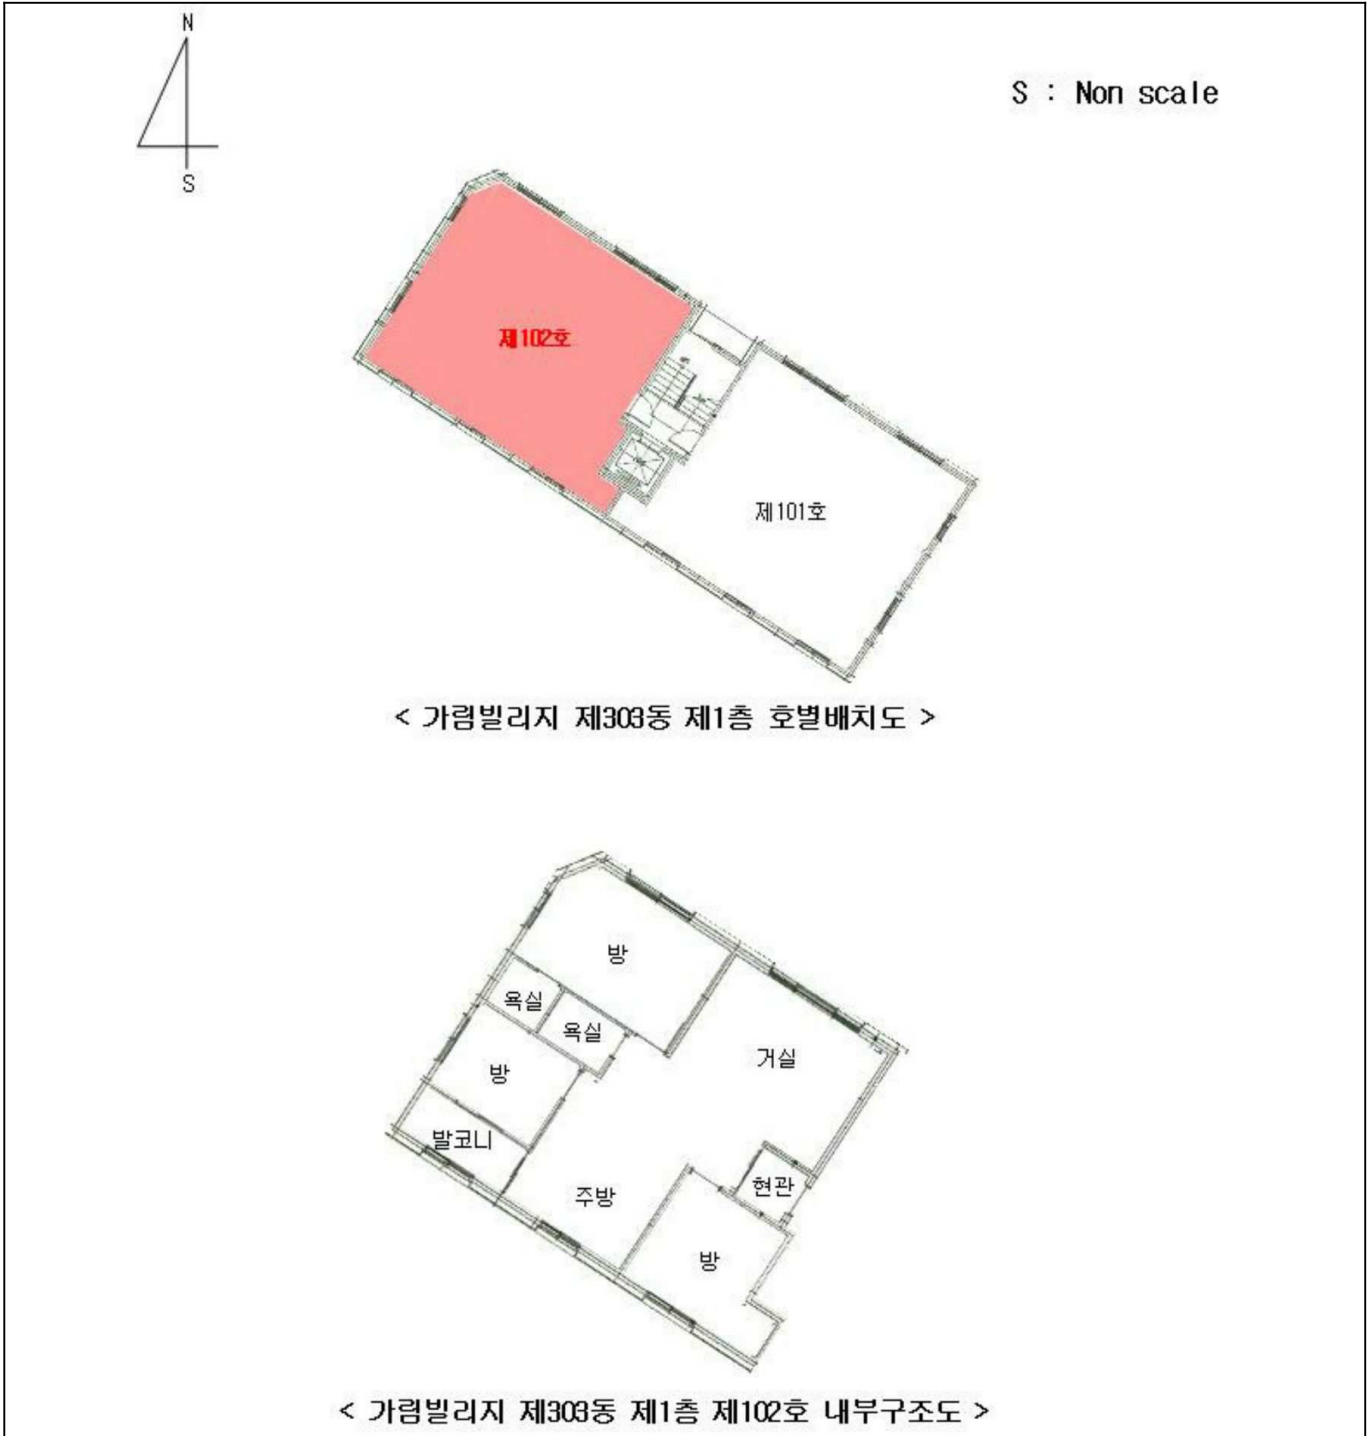 N
S : Non scale
S
제102호
제101호
< 가림빌리지 제303동 제1층 호별배치도 >
방
욕실
욕실
거실
방
발코니
현관
주방
방
< 가림빌리지 제303동 제1층 제102호 내부구조도 >